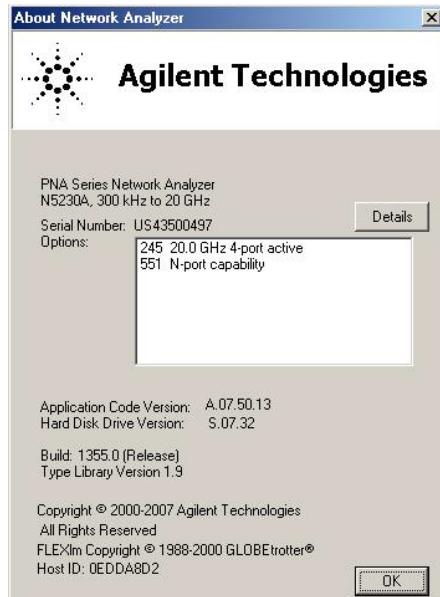 About Network Analyzer
Agilent Technologies
PNA Series Network Analyzer
N5230A, 300 kHz to 20 GHz
Serial Number: US43500497
Details
Options:
245 20.0 GHz 4-port active
551 N-port capability
Application Code Version: A.07.50.13
Hard Disk Drive Version: S.07.32
Build: 1355.0 (Release)
Type Library Version 1.9
Copyright © 2000-2007 Agilent Technologies
All Rights Reserved
FLEXlm Copyright © 1988-2000 GLOBEtrotter®
Host ID: 0EDDA8D2
OK